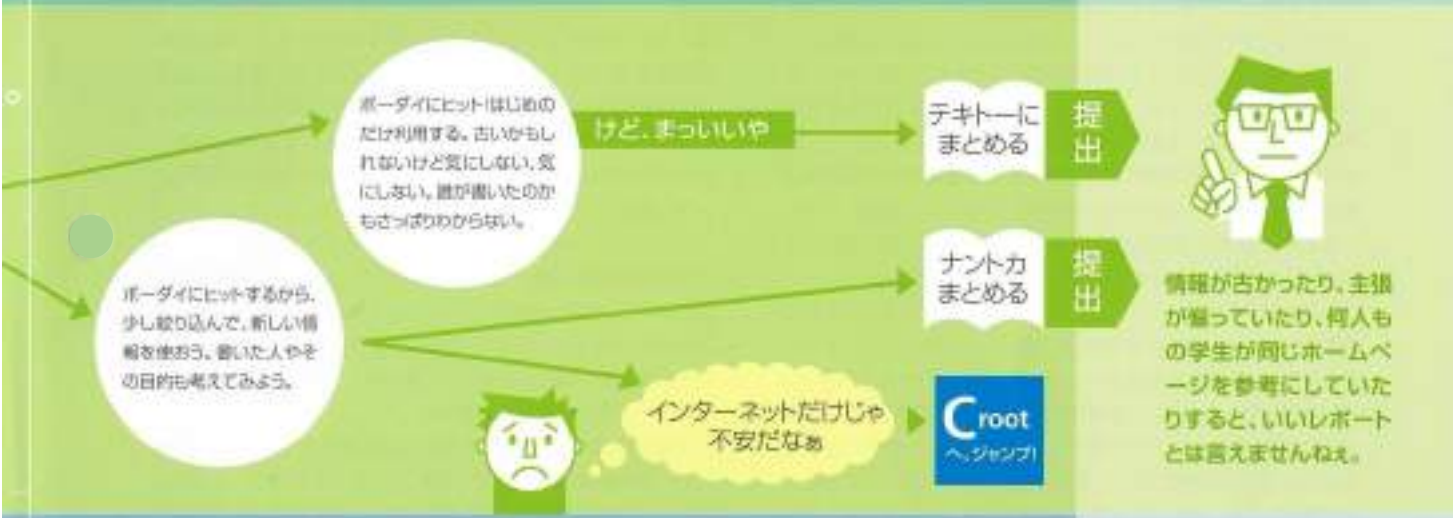 ボーダイにヒット!はじめの
だけ利用する。古いかもし
れないけど気にしない、気
にしない。誰が書いたのか
もさっぱりわからない。
けど、まっいいや
テキトーに
まとめる
提出
ボーダイにヒットするから、
少し絞り込んで、新しい情
報を使おう。書いた人やそ
の目的も考えてみよう。
ナントカ
まとめる
提出
インターネットだけじゃ
不安だなぁ
C root
へ、ジャンプ!
情報が古かったり、主張
が偏っていたり、何人も
の学生が同じホームペ
ージを参考にしていた
りすると、いいレポート
とは言えませんねぇ。